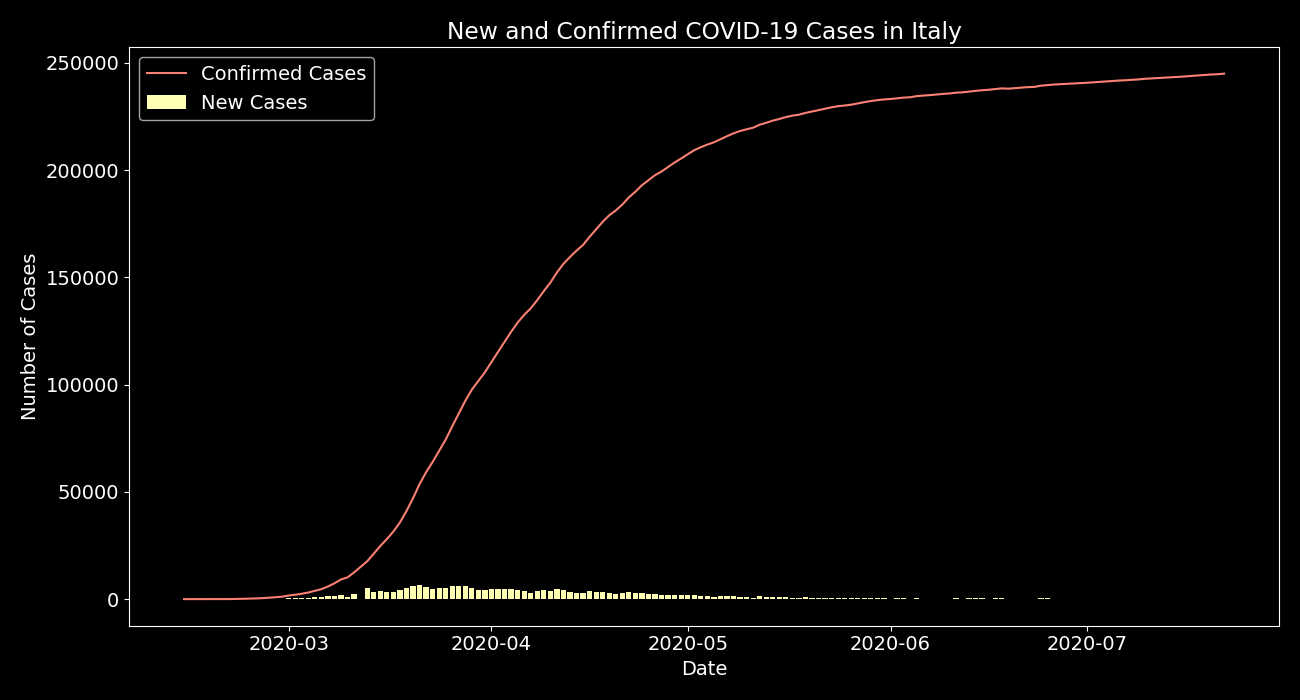 New and Confirmed COVID-19 Cases in Italy
Confirmed Cases
New Cases
250000
200000
150000
100000
50000
0
Number of Cases
2020-03 2020-04 2020-05 2020-06 2020-07
Date